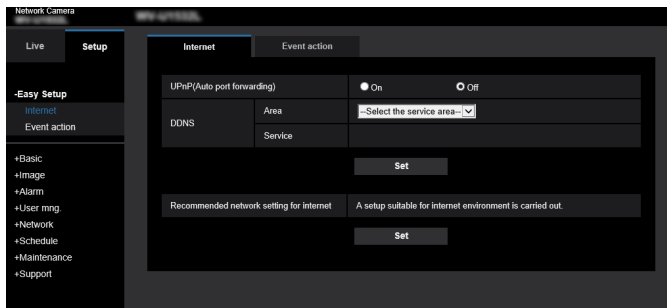 Network Camera
WV-U1532L
Live Setup
Internet Event action
UPnP(Auto port forwarding) On Off
-Easy Setup
Internet
Event action
DDNS Area --Select the service area--
Service
Set
+Basic
+Image
+Alarm
+User mng.
+Network
+Schedule
+Maintenance
+Support
Recommended network setting for internet A setup suitable for internet environment is carried out.
Set